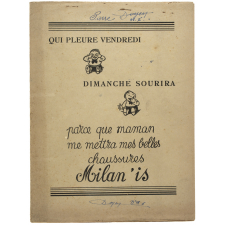 QUI PLEURE VENDREDI
DIMANCHE SOURIRA
parce que maman
me mettra mes belles
chaussures
Milan'is